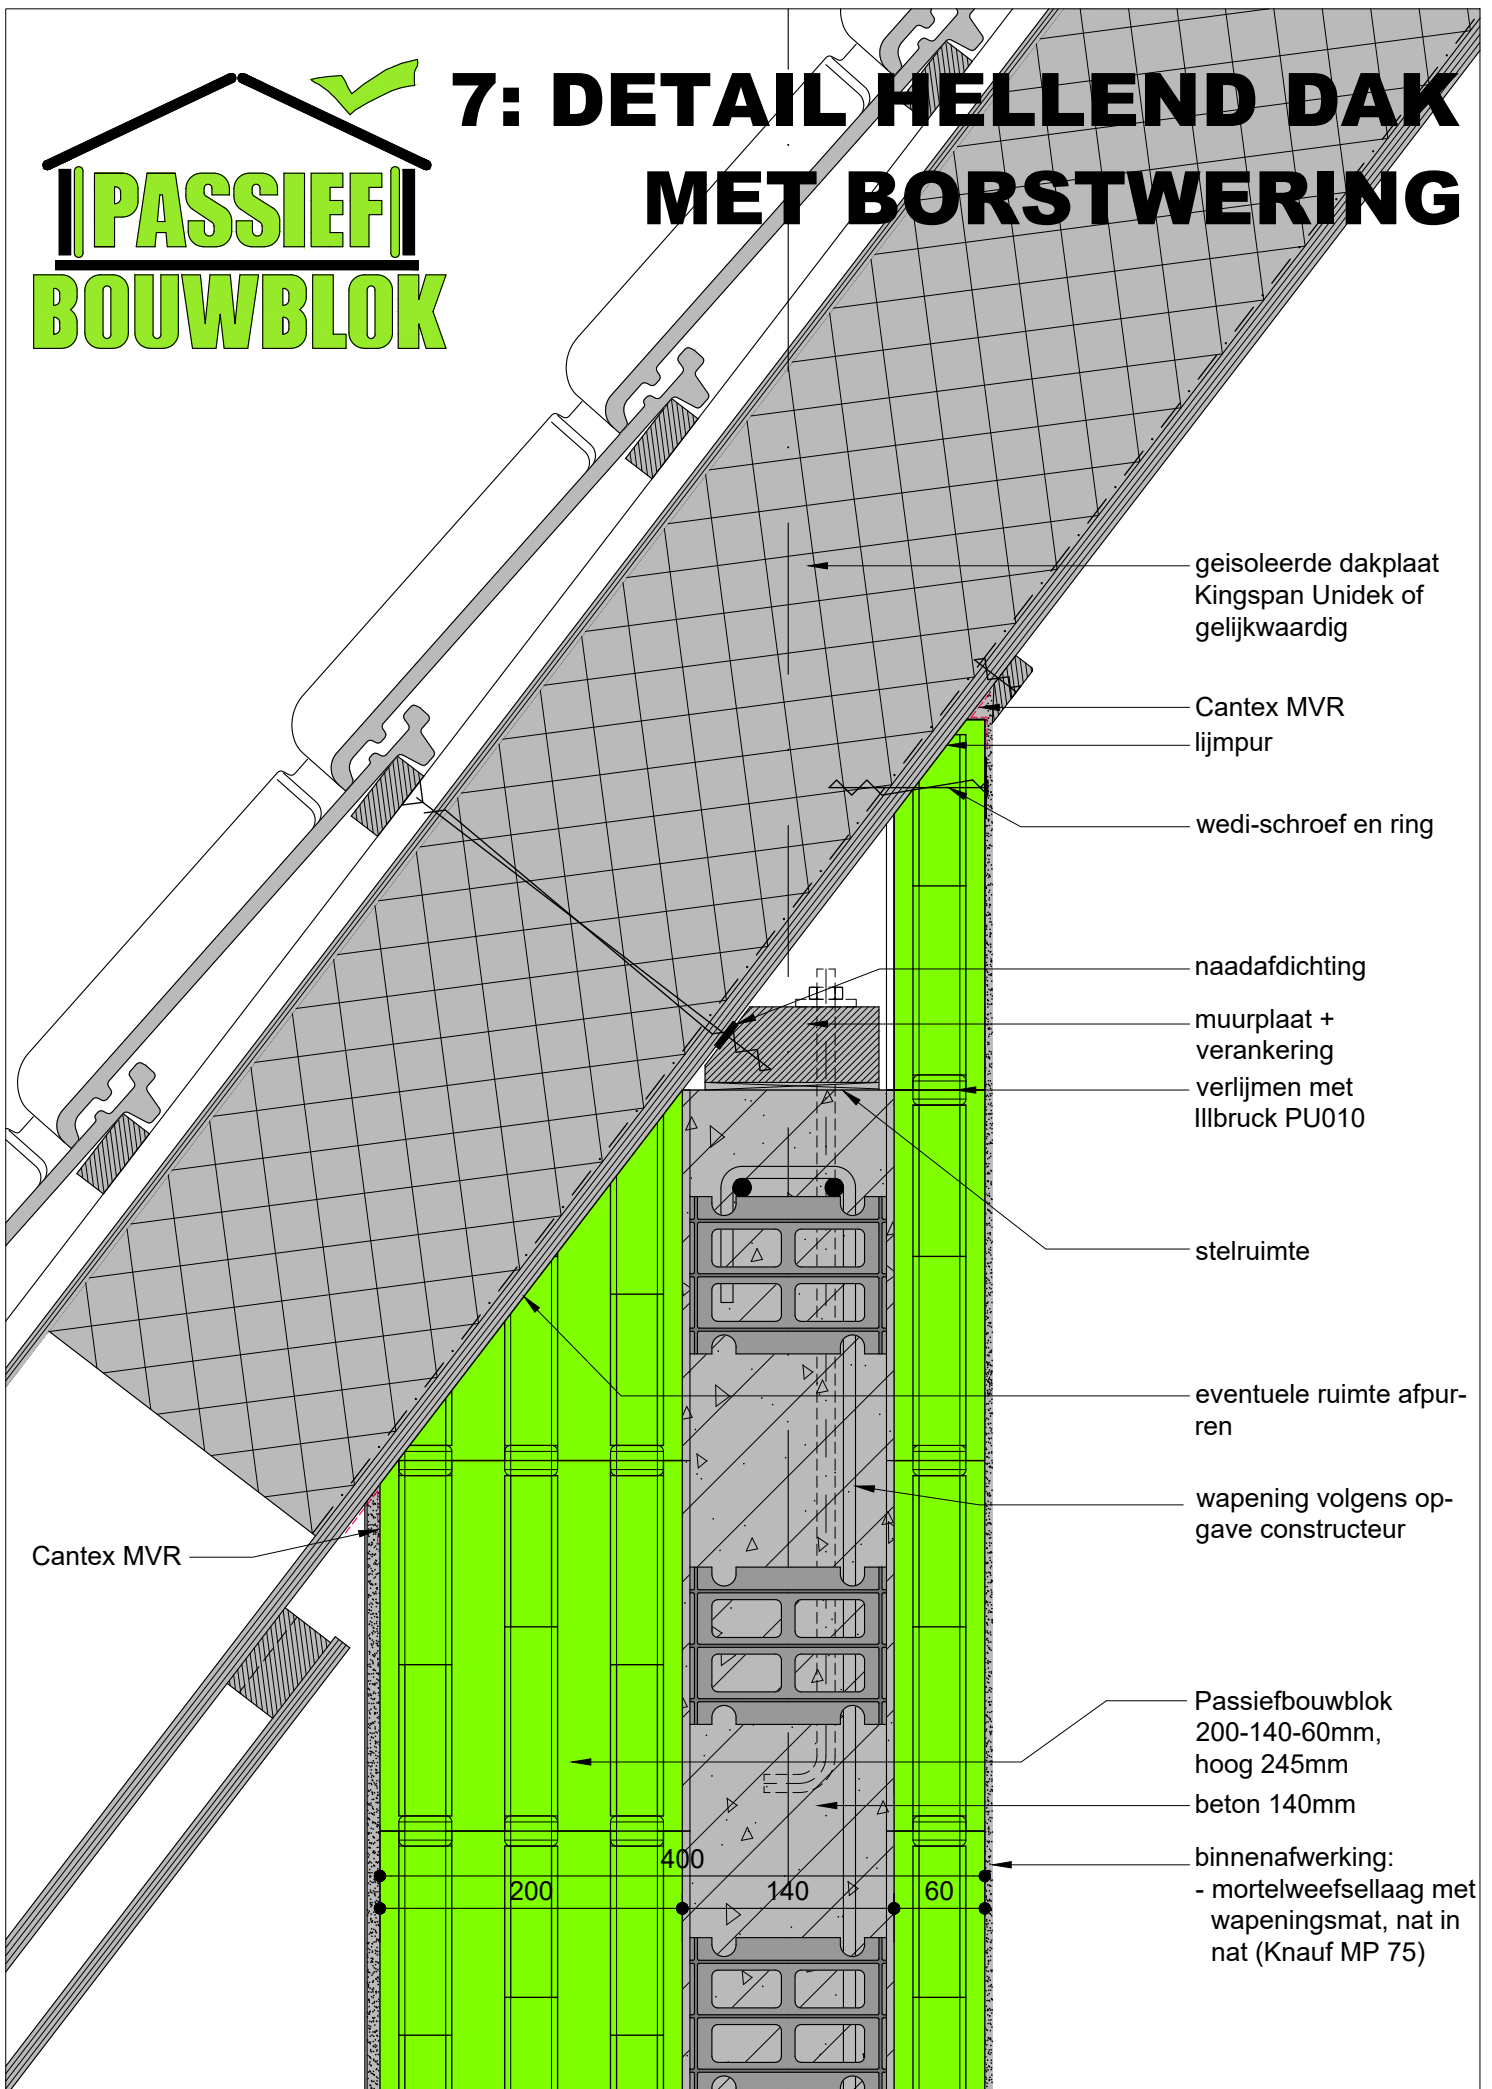 7: DETAIL HELLEND DAK
MET BORSTWERING
PASSIEF
BOUWBLOK
geisoleerde dakplaat
Kingspan Unidek of
gelijkwaardig
Cantex MVR
lijmpur
wedi-schroef en ring
naadafdichting
muurplaat +
verankering
verlijmen met
Illbruck PU010
stelruimte
eventuele ruimte afpur-
ren
wapening volgens op-
gave constructeur
Cantex MVR
Passiefbouwblok
200-140-60mm,
hoog 245mm
beton 140mm
binnenafwerking:
- mortelweefsellaag met
wapeningsmat, nat in
nat (Knauf MP 75)
400
200
140
60